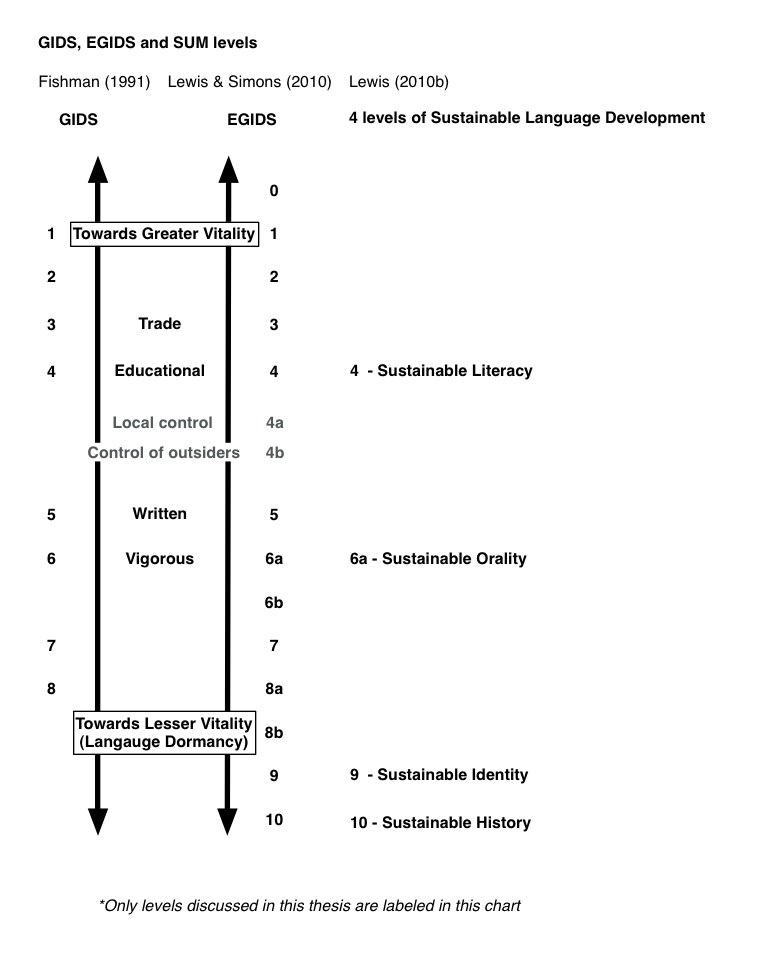 GIDS, EGIDS and SUM levels
Fishman (1991) Lewis & Simons (2010) Lewis (2010b)
GIDS EGIDS 4 levels of Sustainable Language Development
0
1 Towards Greater Vitality 1
2 2
3 Trade 3
4 Educational 4 4 - Sustainable Literacy
Local control 4a
Control of outsiders 4b
5 Written 5
6 Vigorous 6a 6a - Sustainable Orality
6b
7 7
8 8a
Towards Lesser Vitality
(Langauge Dormancy) 8b
9 9 - Sustainable Identity
10 10 - Sustainable History
*Only levels discussed in this thesis are labeled in this chart